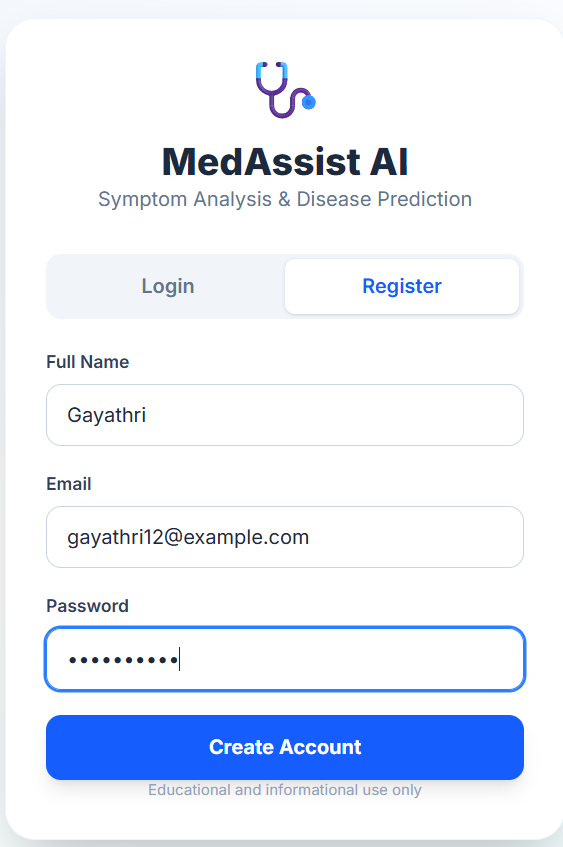 MedAssist AI
Symptom Analysis & Disease Prediction
Login Register
Full Name
Gayathri
Email
gayathri12@example.com
Password
••••••••••
Create Account
Educational and informational use only